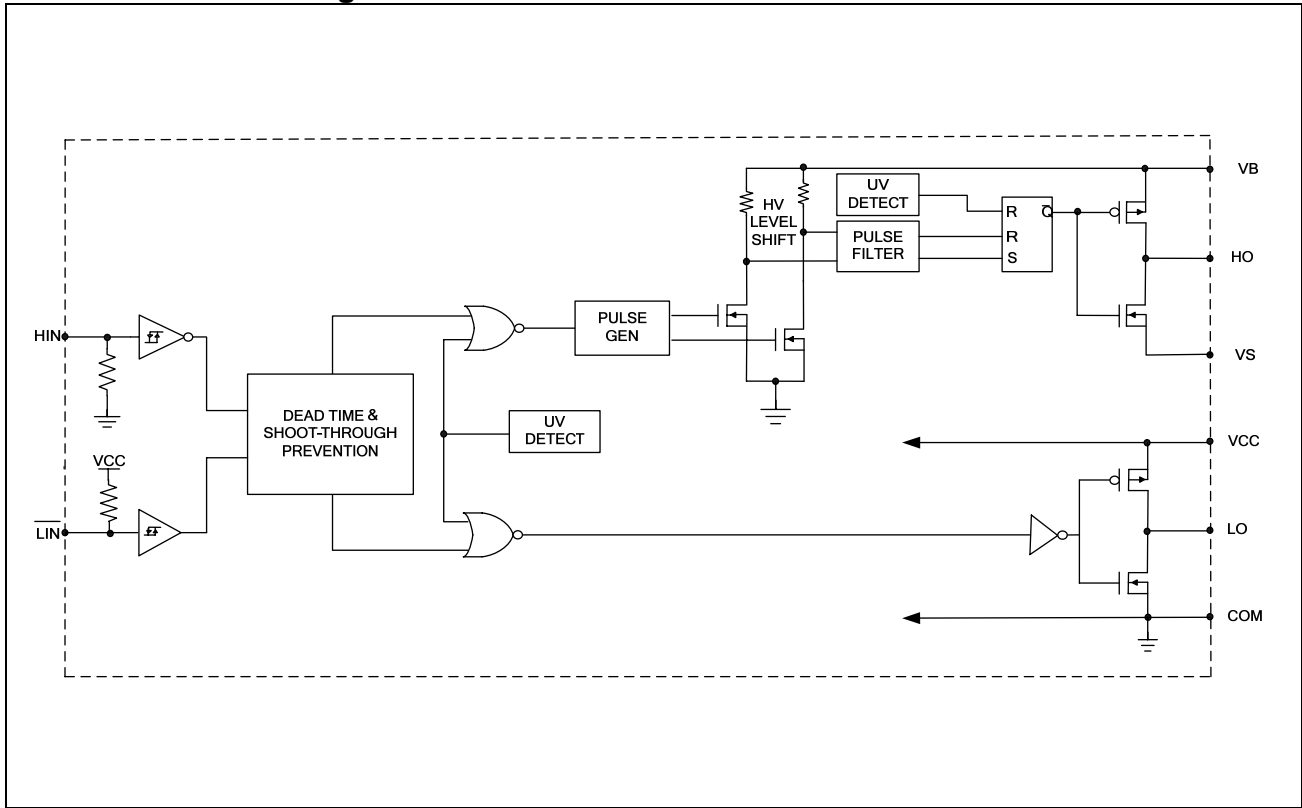 VB
UV
DETECT
HV
LEVEL
SHIFT
R
Q̅
PULSE
FILTER
R
S
HO
HIN
PULSE
GEN
VS
DEAD TIME &
SHOOT-THROUGH
PREVENTION
UV
DETECT
VCC
VCC
L̅I̅N̅
LO
COM